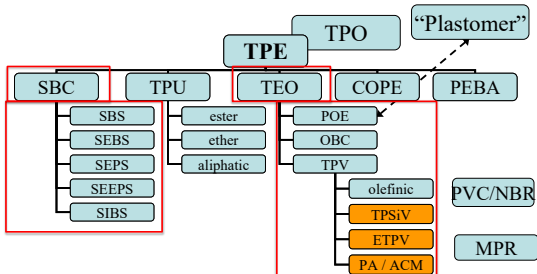 “Plastomer”
TPO
TPE
SBC
TPU
TEO
COPE
PEBA
SBS
SEBS
SEPS
SEEPS
SIBS
ester
ether
aliphatic
POE
OBC
TPV
olefinic
TPSiV
ETPV
PA / ACM
PVC/NBR
MPR